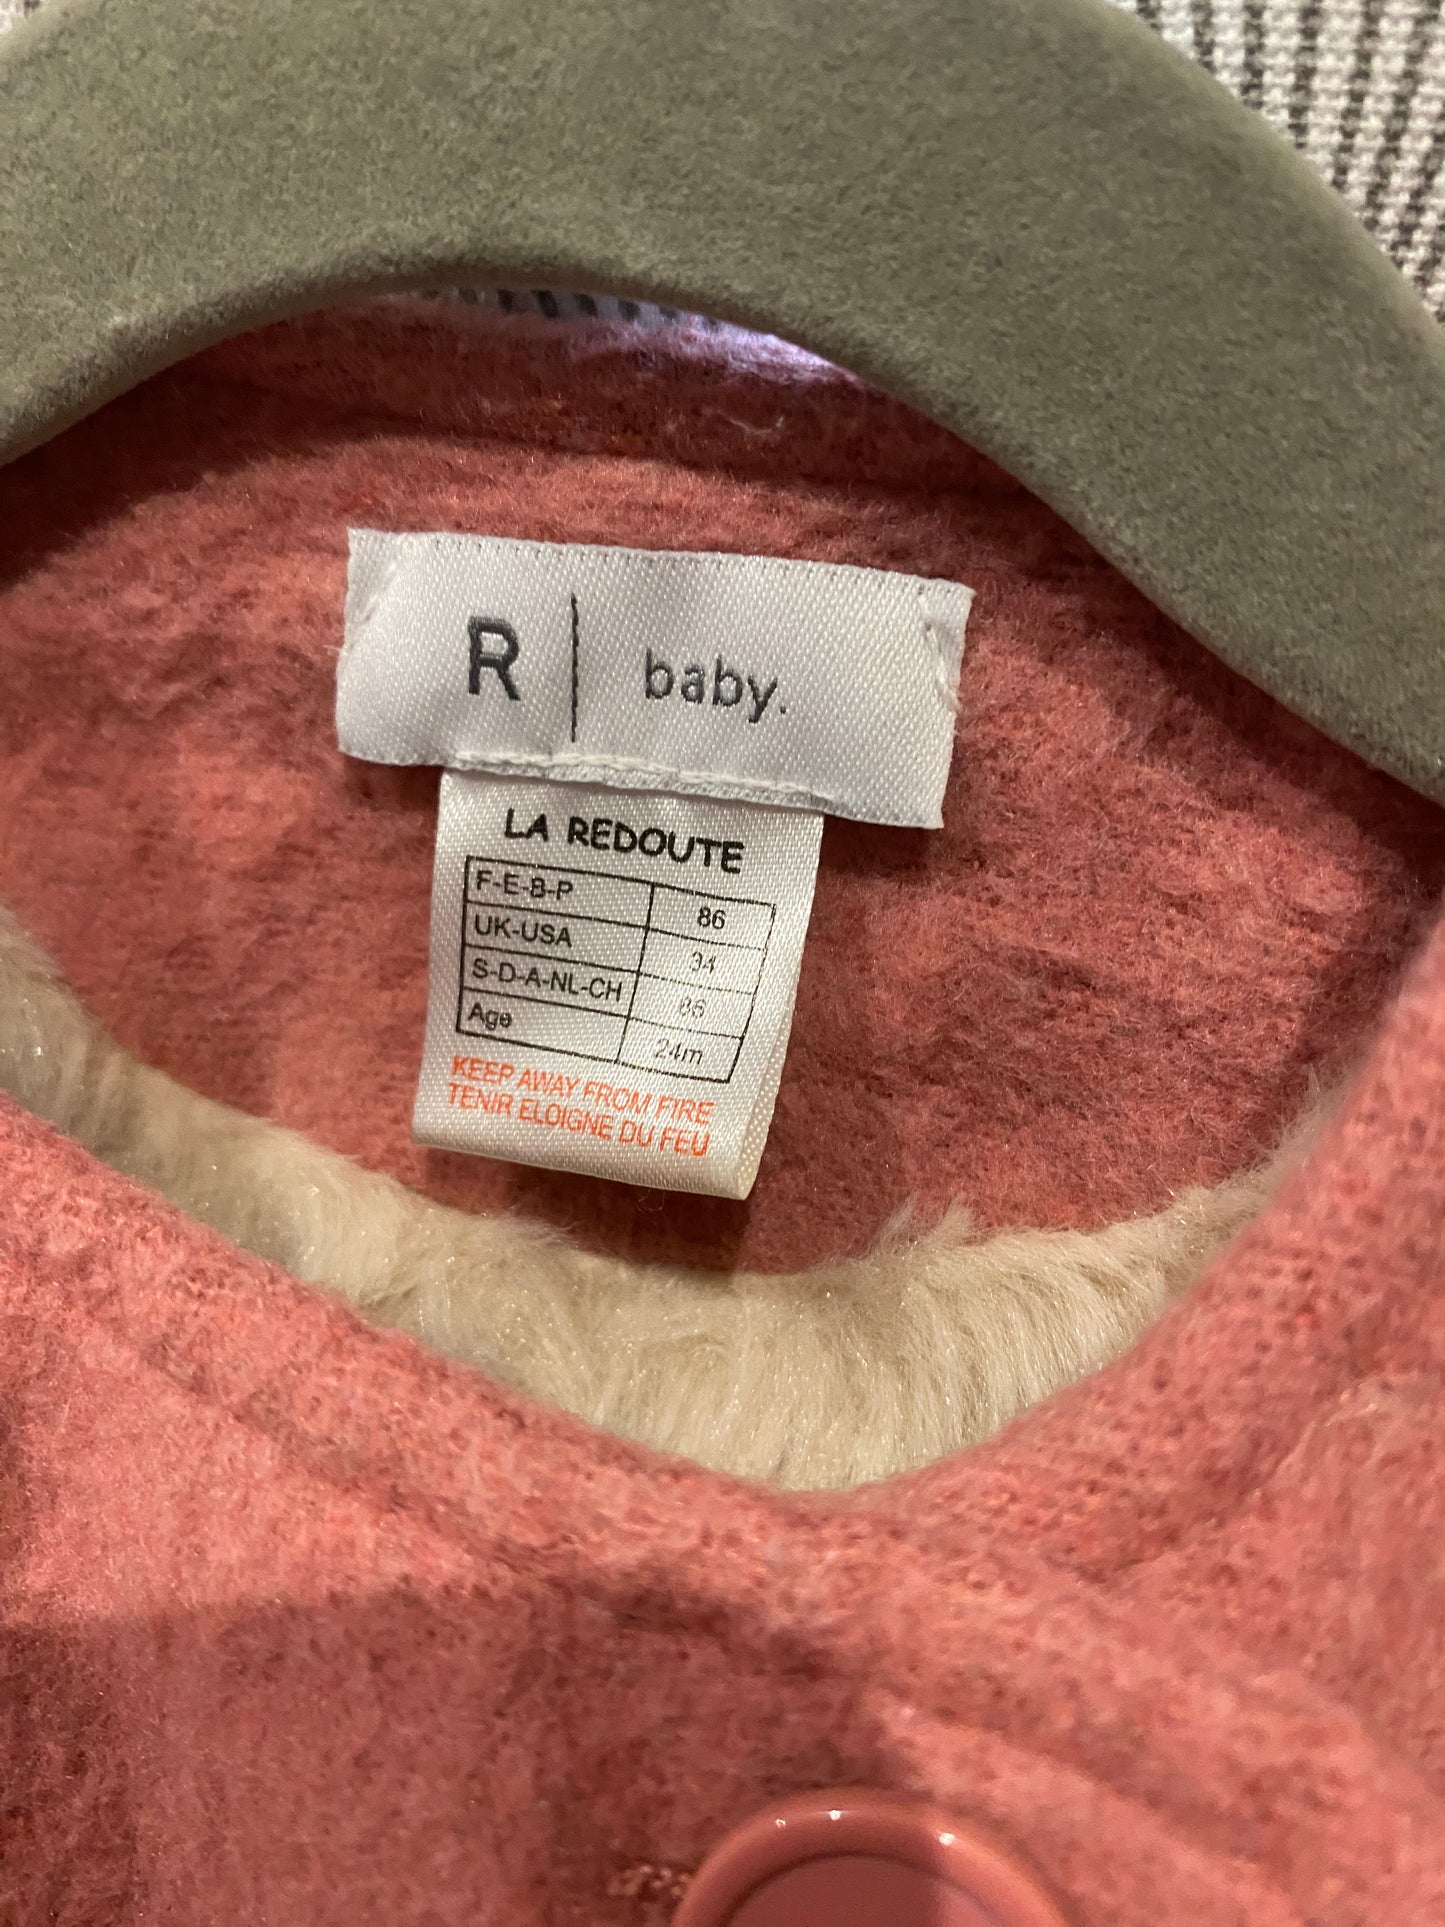 R | baby.
LA REDOUTE
F-E-B-P 86
UK-USA 34
S-D-A-NL-CH 86
Age 24m
KEEP AWAY FROM FIRE
TENIR ELOIGNE DU FEU